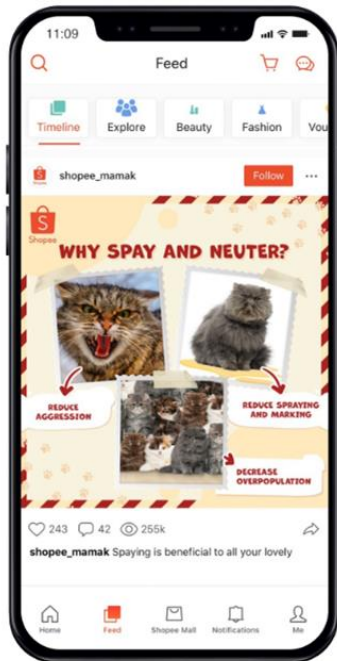 11:09
Feed
Timeline
Explore
Beauty
Fashion
Vou
shopee_mamak
Follow
Shopee
WHY SPAY AND NEUTER?
REDUCE
AGGRESSION
REDUCE SPRAYING
AND MARKING
DECREASE
OVERPOPULATION
243
42
255k
shopee_mamak Spaying is beneficial to all your lovely
Home
Feed
Shopee Mall
Notifications
Me